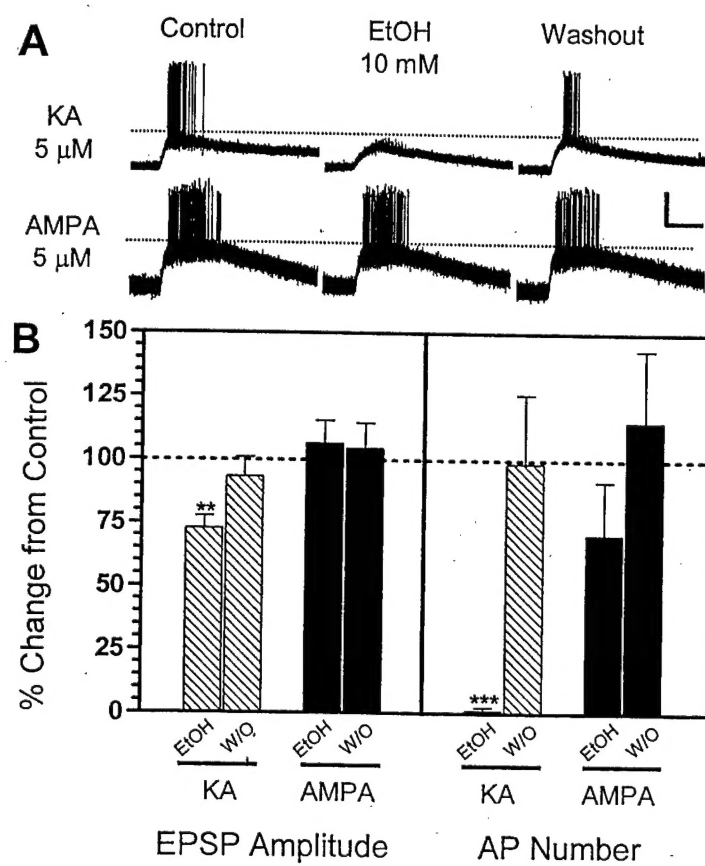 A
Control
EtOH
10 mM
Washout
KA
5 µM
AMPA
5 µM
B
% Change from Control
150
125
100
75
50
25
0
**
***
EtOH
W/O
EtOH
W/O
EtOH
W/O
EtOH
W/O
KA
AMPA
KA
AMPA
EPSP Amplitude
AP Number